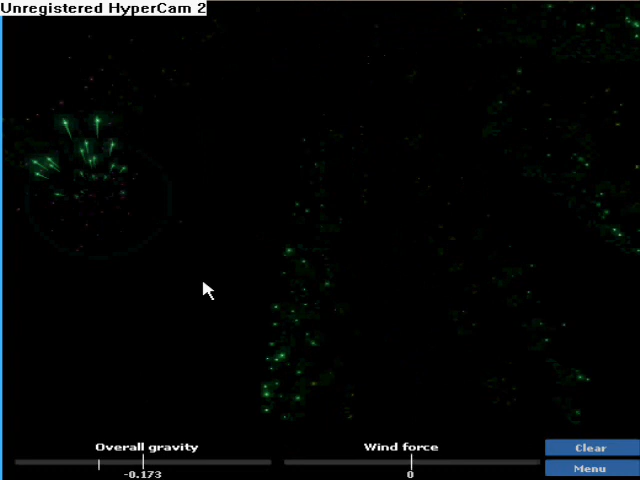 Unregistered HyperCam 2
Overall gravity
-0.173
Wind force
0
Clear
Menu